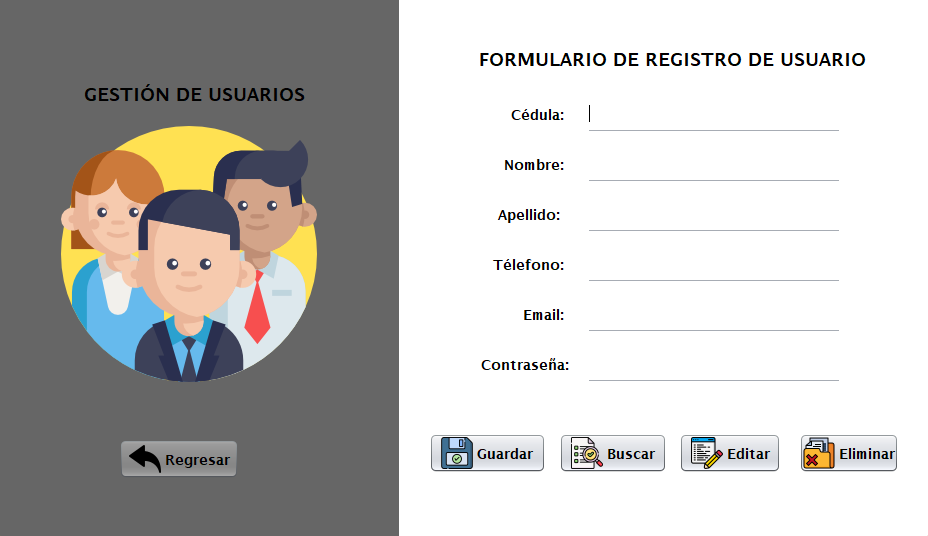 GESTIÓN DE USUARIOS
Regresar
FORMULARIO DE REGISTRO DE USUARIO
Cédula:
Nombre:
Apellido:
Télefono:
Email:
Contraseña:
Guardar
Buscar
Editar
Eliminar